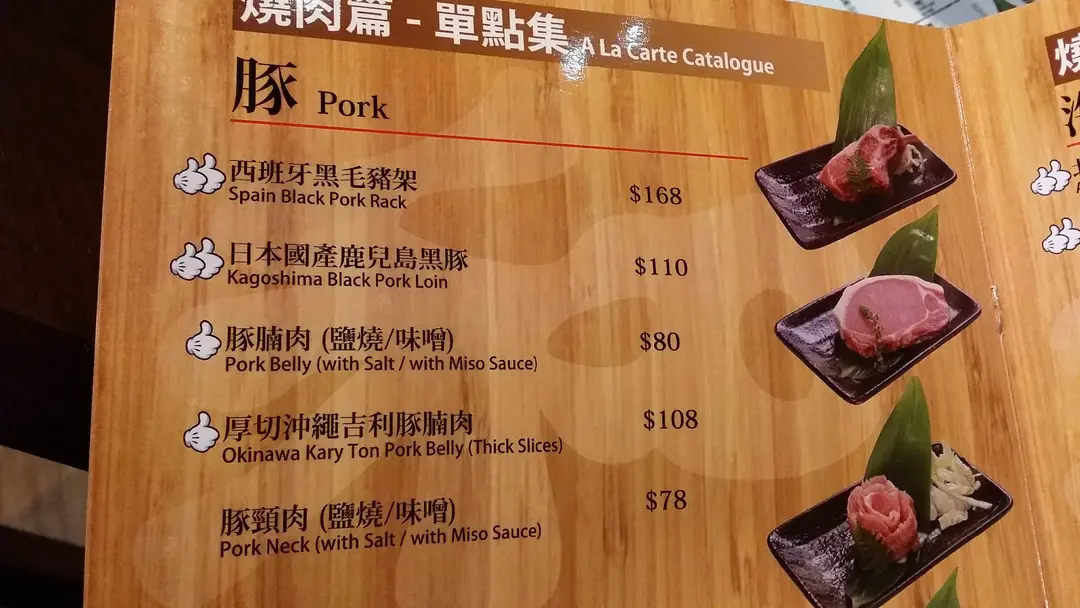 燒肉篇 - 單點集 A La Carte Catalogue
豚 Pork
西班牙黑毛豬架
Spain Black Pork Rack
$168
日本國產鹿兒島黑豚
Kagoshima Black Pork Loin
$110
豚腩肉 (鹽燒/味噌)
Pork Belly (with Salt / with Miso Sauce)
$80
厚切沖繩吉利豚腩肉
Okinawa Kary Ton Pork Belly (Thick Slices)
$108
豚頸肉 (鹽燒/味噌)
Pork Neck (with Salt / with Miso Sauce)
$78